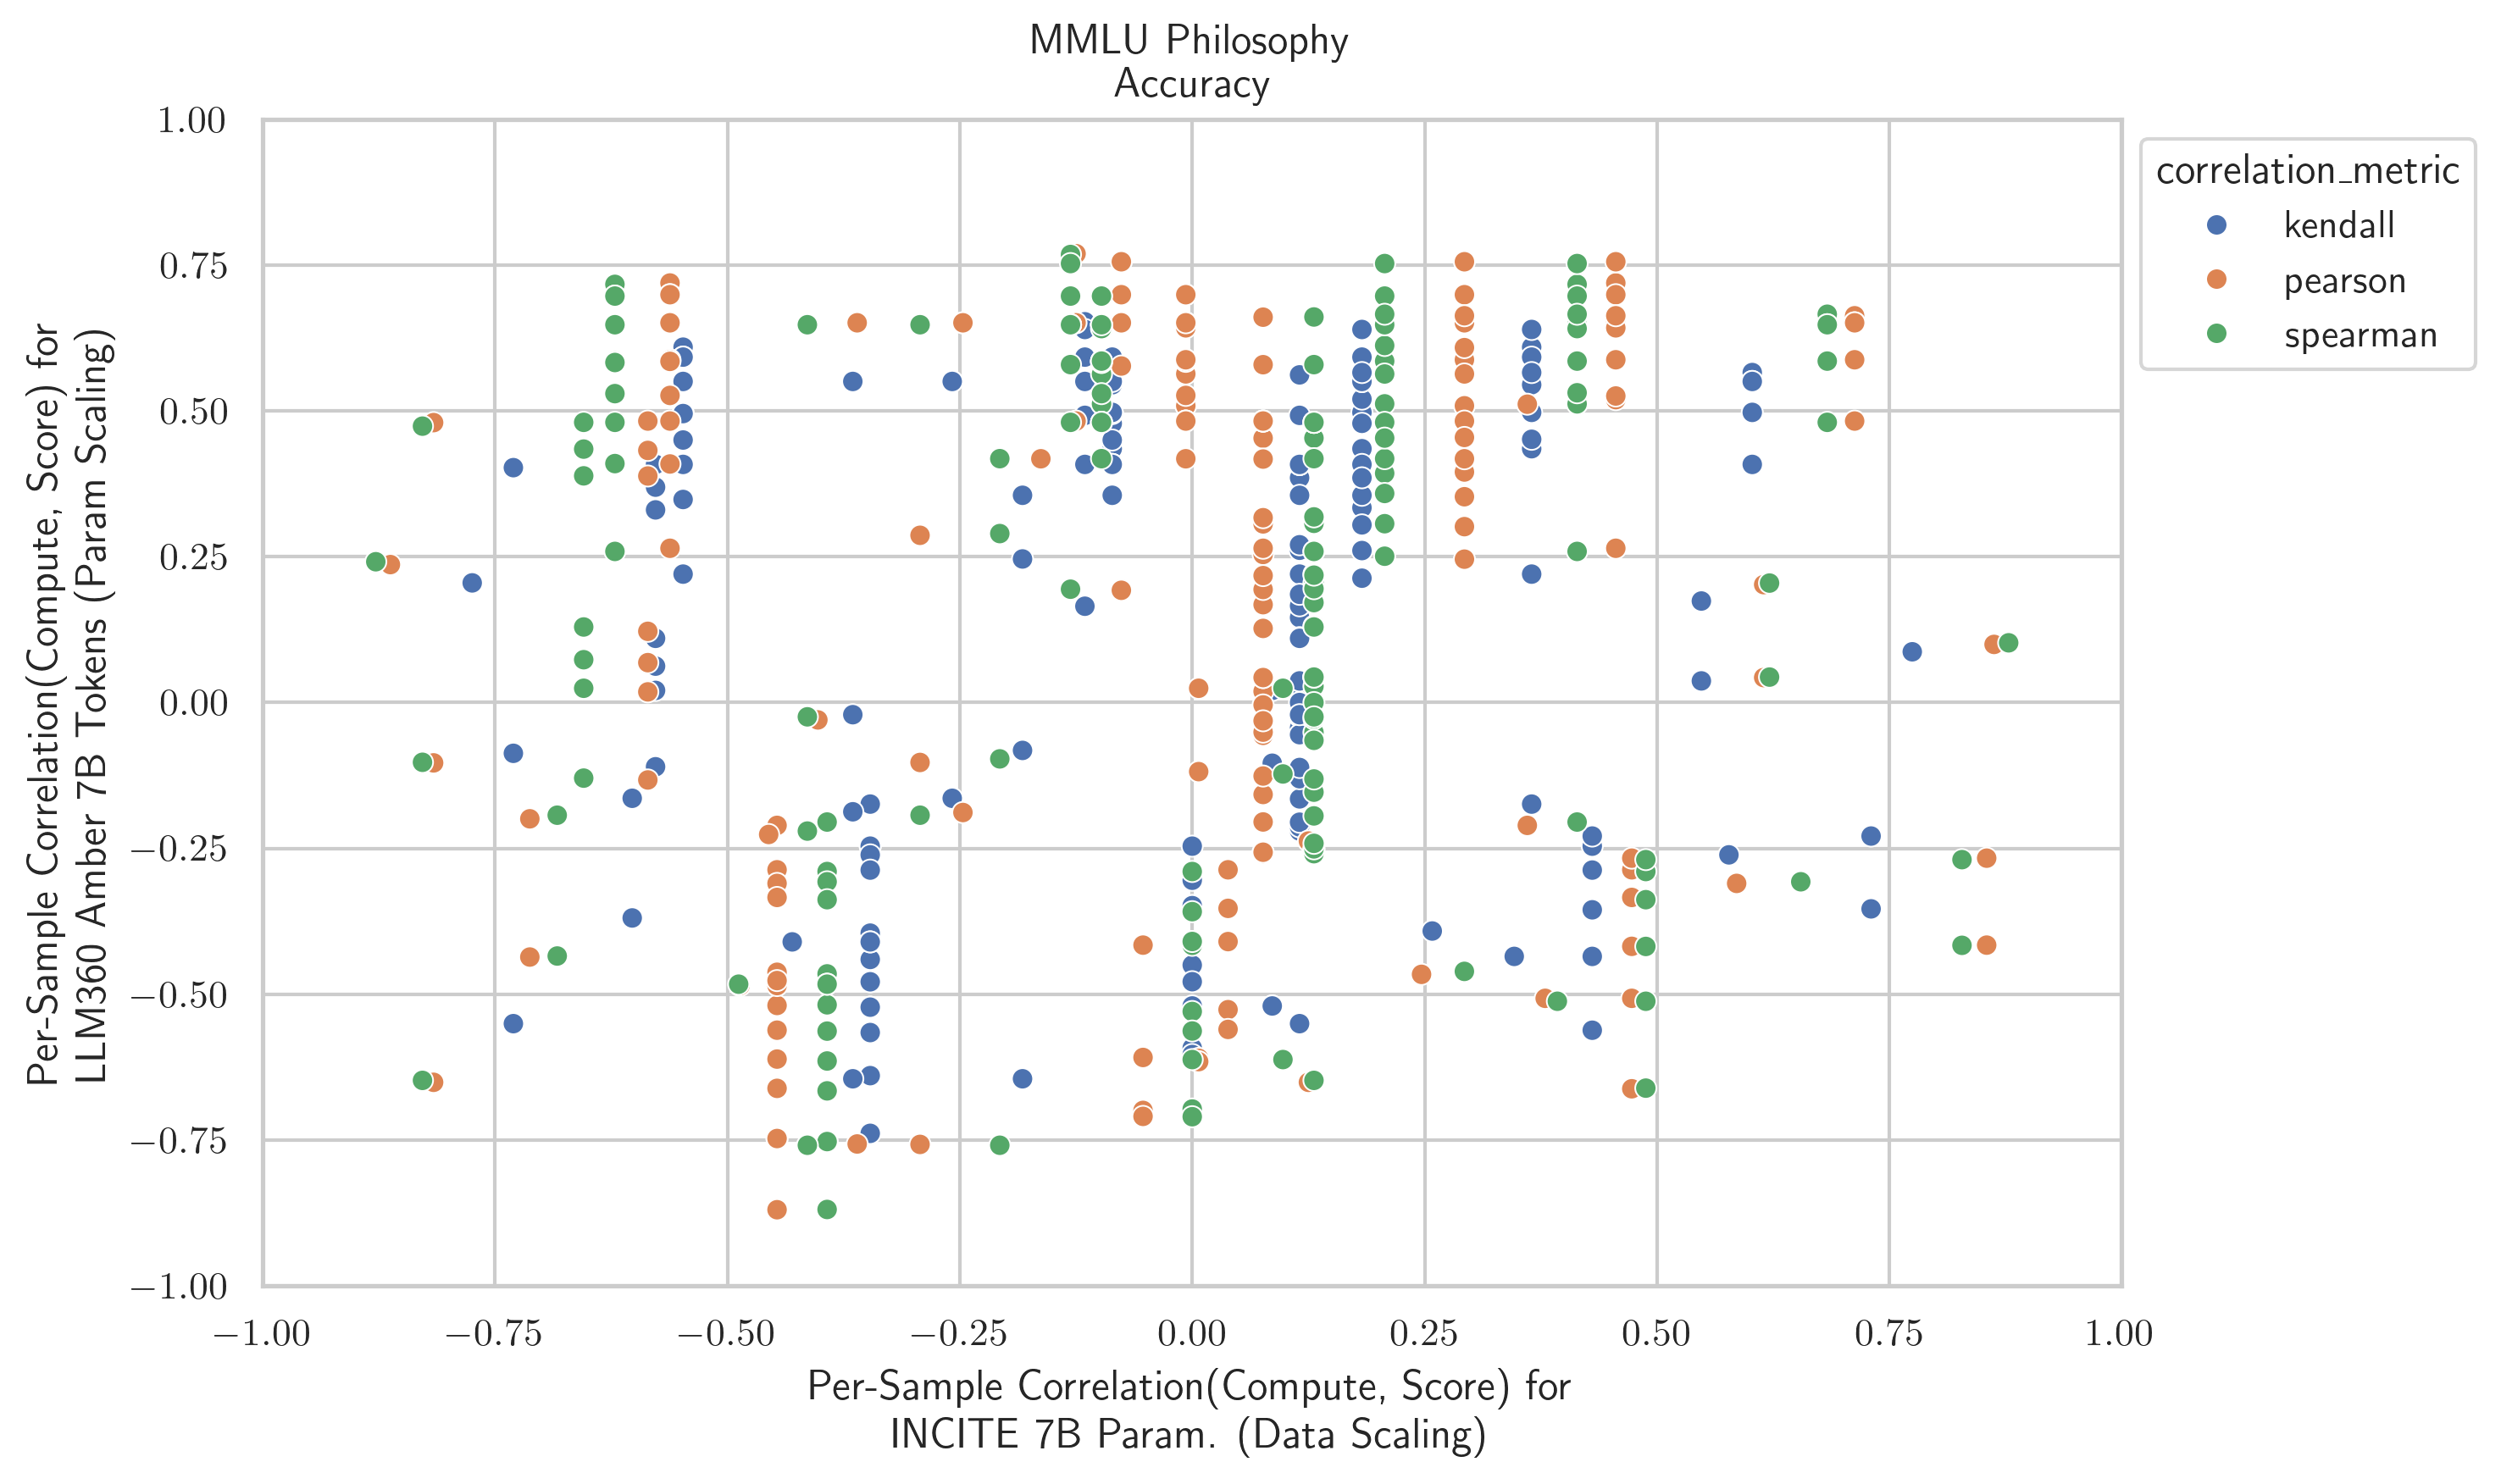 MMLU Philosophy
Accuracy
correlation_metric
kendall
pearson
spearman
1.00
0.75
0.50
0.25
0.00
−0.25
−0.50
−0.75
−1.00
Per-Sample Correlation(Compute, Score) for
LLM360 Amber 7B Tokens (Param Scaling)
−1.00
−0.75
−0.50
−0.25
0.00
0.25
0.50
0.75
1.00
Per-Sample Correlation(Compute, Score) for
INCITE 7B Param. (Data Scaling)